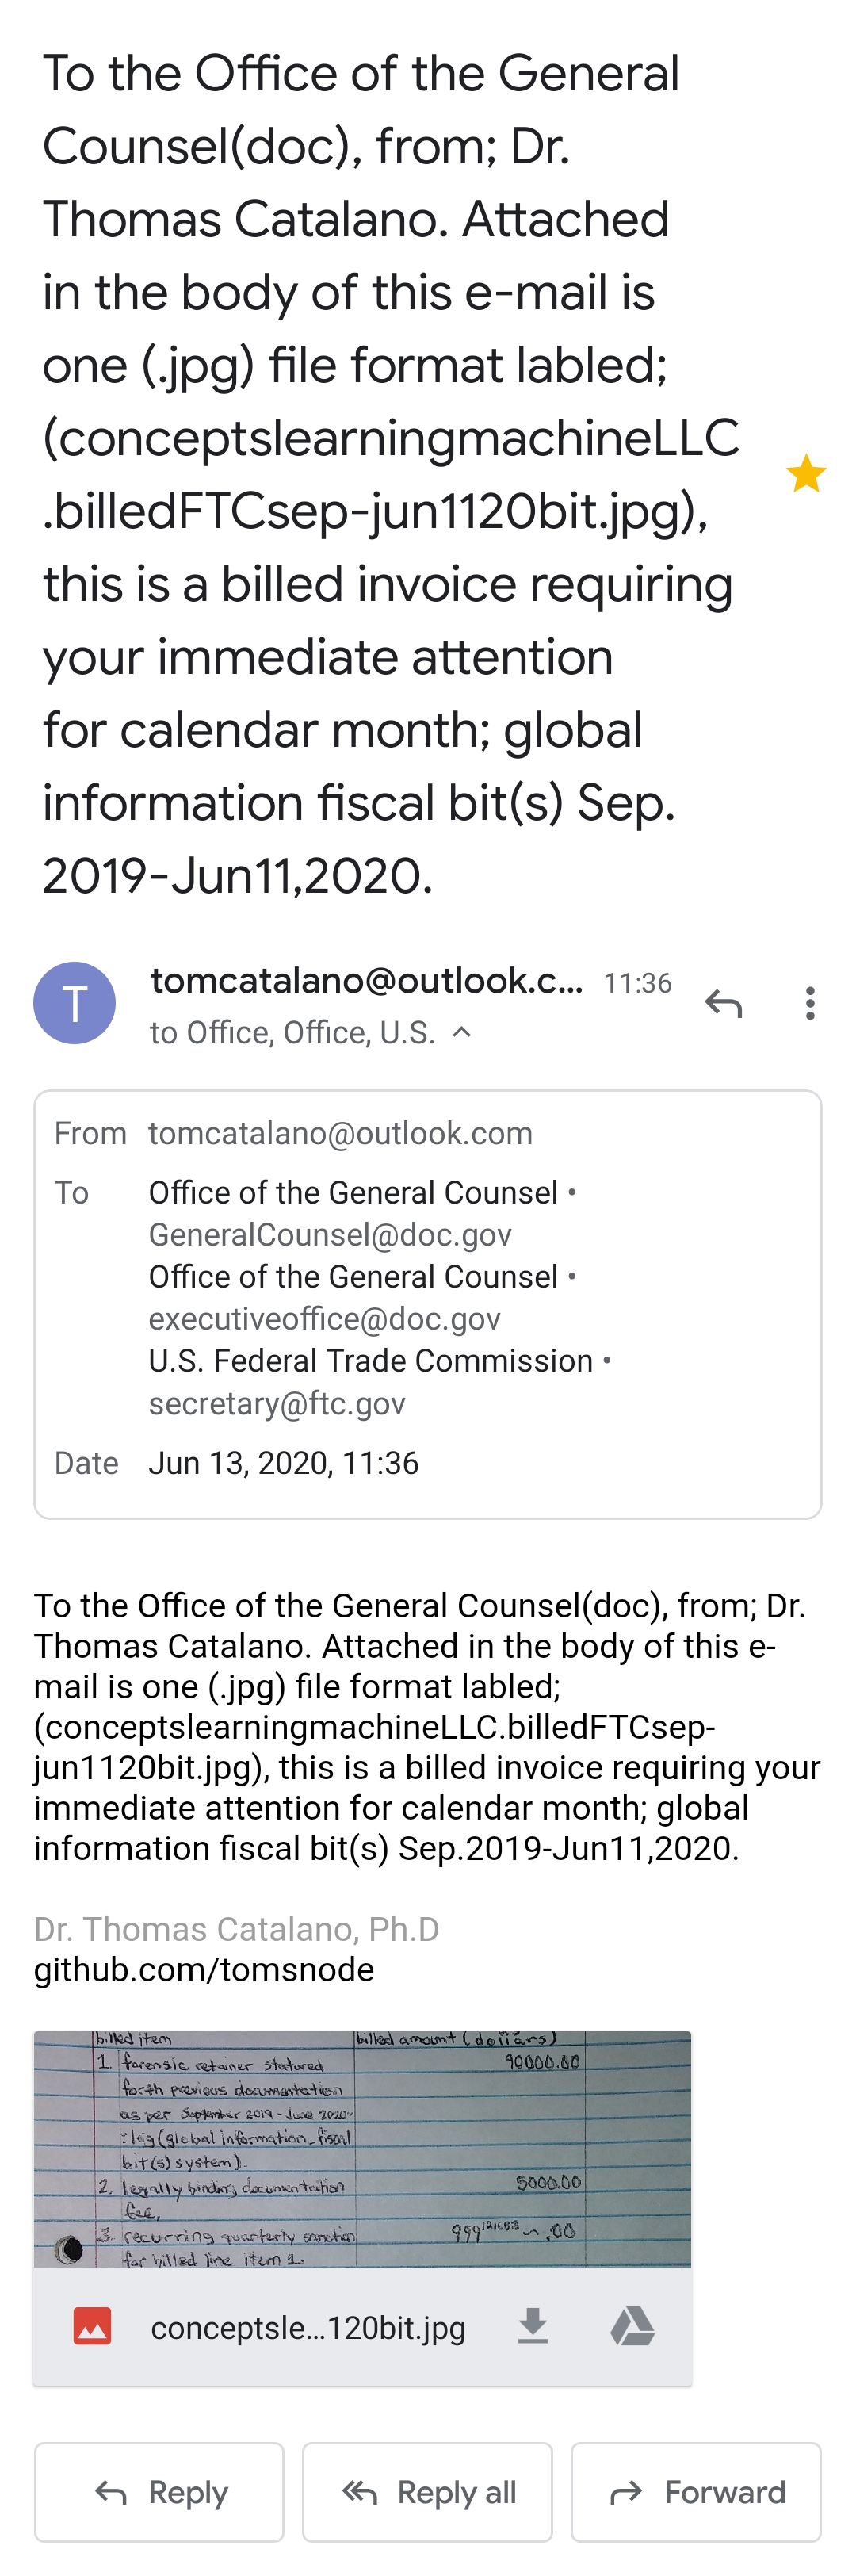 To the Office of the General
Counsel(doc), from; Dr.
Thomas Catalano. Attached
in the body of this e-mail is
one (.jpg) file format labled;
(conceptslearningmachineLLC
.billedFTCsep-jun1120bit.jpg),
this is a billed invoice requiring
your immediate attention
for calendar month; global
information fiscal bit(s) Sep.
2019-Jun11,2020.
T
tomcatalano@outlook.c... 11:36
to Office, Office, U.S.
From tomcatalano@outlook.com
To Office of the General Counsel •
GeneralCounsel@doc.gov
Office of the General Counsel •
executiveoffice@doc.gov
U.S. Federal Trade Commission •
secretary@ftc.gov
Date Jun 13, 2020, 11:36
To the Office of the General Counsel(doc), from; Dr.
Thomas Catalano. Attached in the body of this e-
mail is one (.jpg) file format labled;
(conceptslearningmachineLLC.billedFTCsep-
jun1120bit.jpg), this is a billed invoice requiring your
immediate attention for calendar month; global
information fiscal bit(s) Sep.2019-Jun11,2020.
Dr. Thomas Catalano, Ph.D
github.com/tomsnode
billed item billed amount (dollars)
1. forensic retainer statured 90000.00
forth previous documentation
as per September 2019 - June 2020
log(global information_fiscal
bit(s) system).
2. legally binding documentation 5000.00
fee,
3. recurring quarterly sanction .00
for billed line item 1.
conceptsle...120bit.jpg
Reply
Reply all
Forward